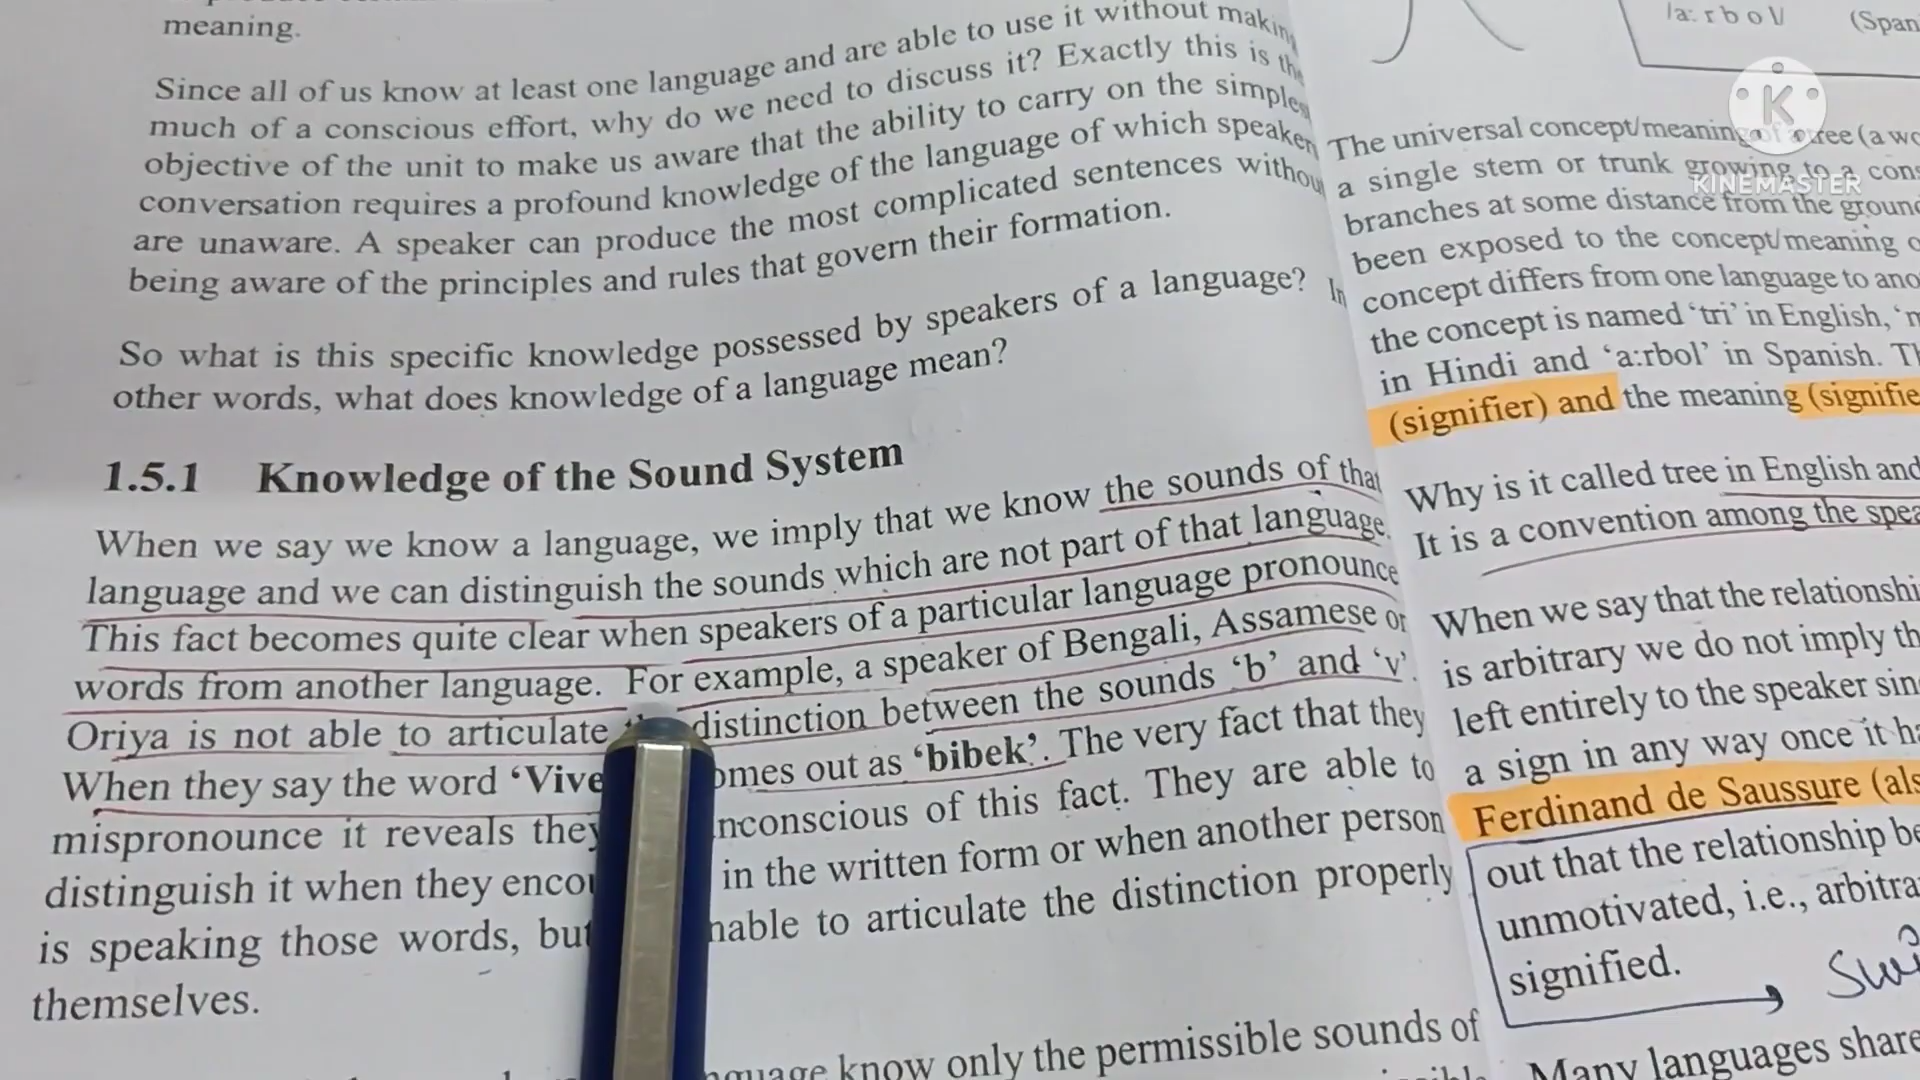 meaning.
Since all of us know at least one language and are able to use it without making
much of a conscious effort, why do we need to discuss it? Exactly this is the
objective of the unit to make us aware that the ability to carry on the simples
conversation requires a profound knowledge of the language of which speakers
are unaware. A speaker can produce the most complicated sentences without
being aware of the principles and rules that govern their formation.
So what is this specific knowledge possessed by speakers of a language? In
other words, what does knowledge of a language mean?
1.5.1 Knowledge of the Sound System
When we say we know a language, we imply that we know the sounds of that
language and we can distinguish the sounds which are not part of that language.
This fact becomes quite clear when speakers of a particular language pronounce
words from another language. For example, a speaker of Bengali, Assamese or
Oriya is not able to articulate distinction between the sounds ‘b’ and ‘v’.
When they say the word ‘Vive omes out as ‘bibek’. The very fact that they
mispronounce it reveals they nconscious of this fact. They are able to
distinguish it when they enco in the written form or when another person
is speaking those words, but nable to articulate the distinction properly
themselves.
nguage know only the permissible sounds of
/a: r b o l/ (Span
K
KINEMASTER
The universal concept/meaning tree (a wo
a single stem or trunk growing to a cons
branches at some distance from the ground
been exposed to the concept/meaning o
concept differs from one language to ano
the concept is named ‘tri’ in English, ‘
in Hindi and ‘a:rbol’ in Spanish. Th
(signifier) and the meaning (signifie
Why is it called tree in English and
It is a convention among the spea
When we say that the relationshi
is arbitrary we do not imply th
left entirely to the speaker sin
a sign in any way once it ha
Ferdinand de Saussure (als
out that the relationship be
unmotivated, i.e., arbitra
signified.
Swi
Many languages share